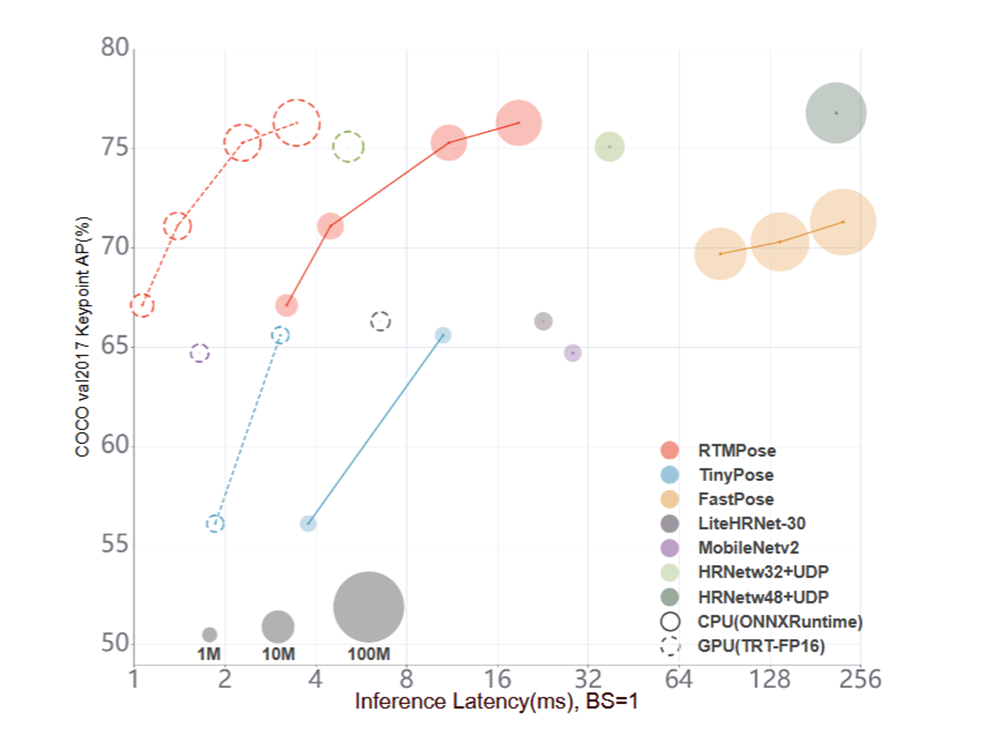 80
75
70
65
60
55
50
COCO val2017 Keypoint AP(%)
RTMPose
TinyPose
FastPose
LiteHRNet-30
MobileNetv2
HRNetw32+UDP
HRNetw48+UDP
CPU(ONNXRuntime)
GPU(TRT-FP16)
1M 10M 100M
1 2 4 8 16 32 64 128 256
Inference Latency(ms), BS=1